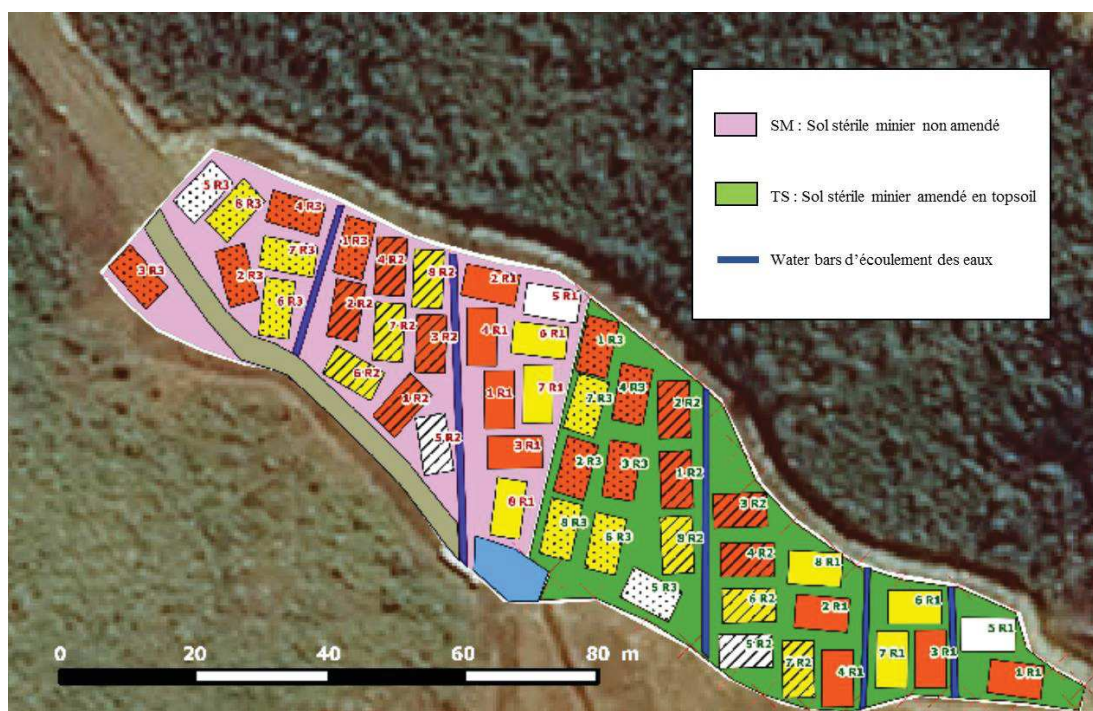 SM : Sol stérile minier non amendé
TS : Sol stérile minier amendé en topsoil
Water bars d'écoulement des eaux
5 R3
8 R3
4 R3
7 R3
3 R3
2 R3
6 R3
1 R3
4 R2
8 R2
2 R2
7 R2
3 R2
6 R2
1 R2
5 R2
2 R1
5 R1
4 R1
6 R1
1 R1
7 R1
3 R1
8 R1
1 R3
4 R3
7 R3
2 R3
3 R3
8 R3
6 R3
5 R3
2 R2
1 R2
8 R2
3 R2
4 R2
6 R2
5 R2
7 R2
8 R1
2 R1
4 R1
6 R1
7 R1
3 R1
5 R1
1 R1
0 20 40 60 80 m